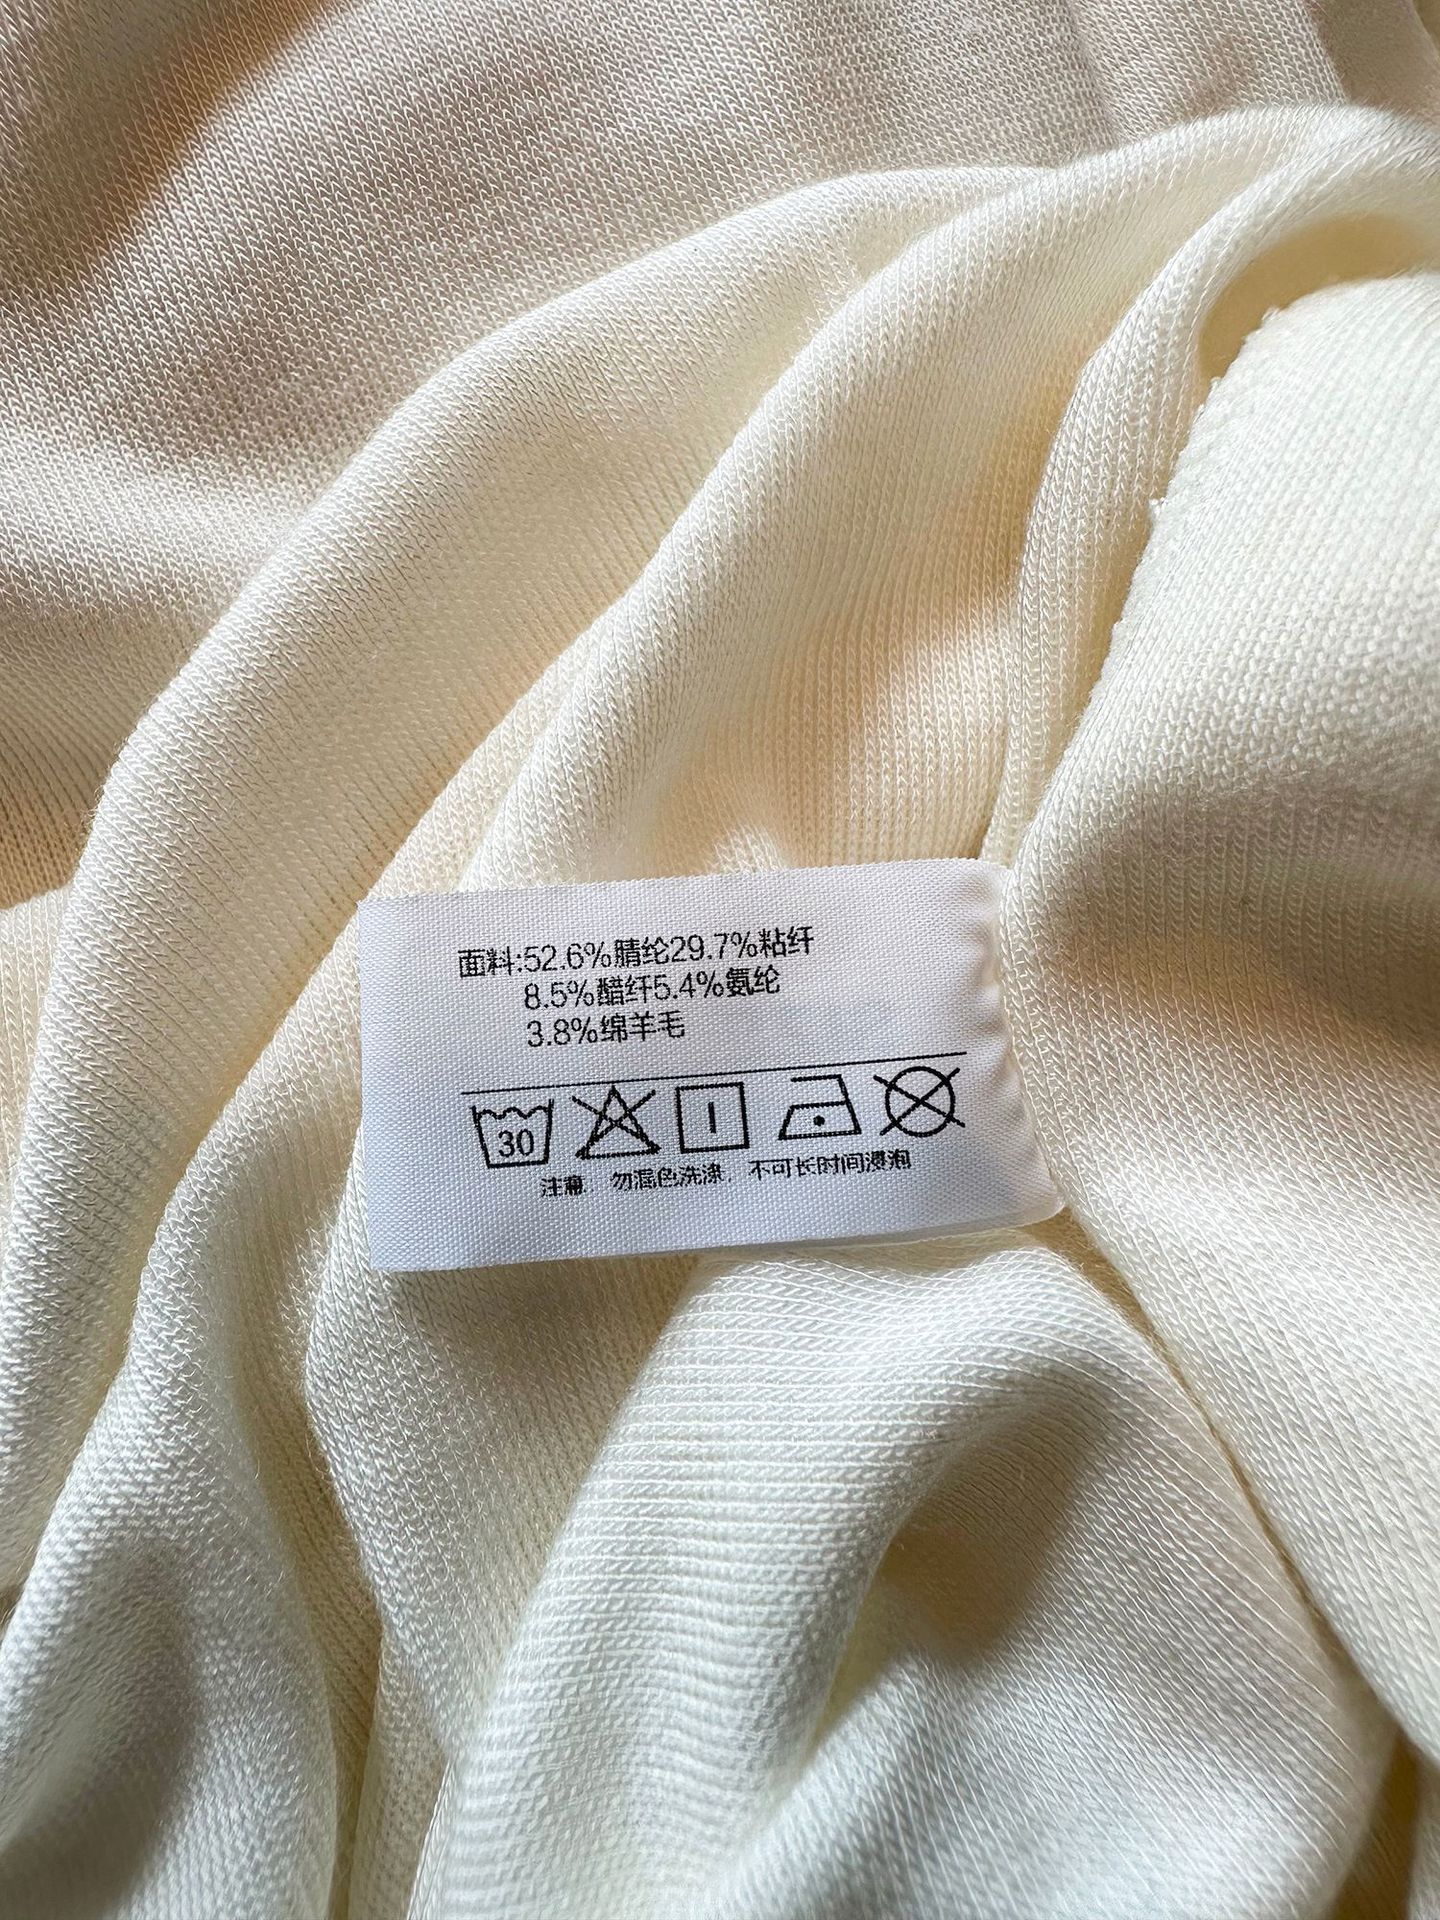 面料:52.6%腈纶29.7%粘纤
8.5%醋纤5.4%氨纶
3.8%绵羊毛
30
注意 勿混色洗涤，不可长时间浸泡